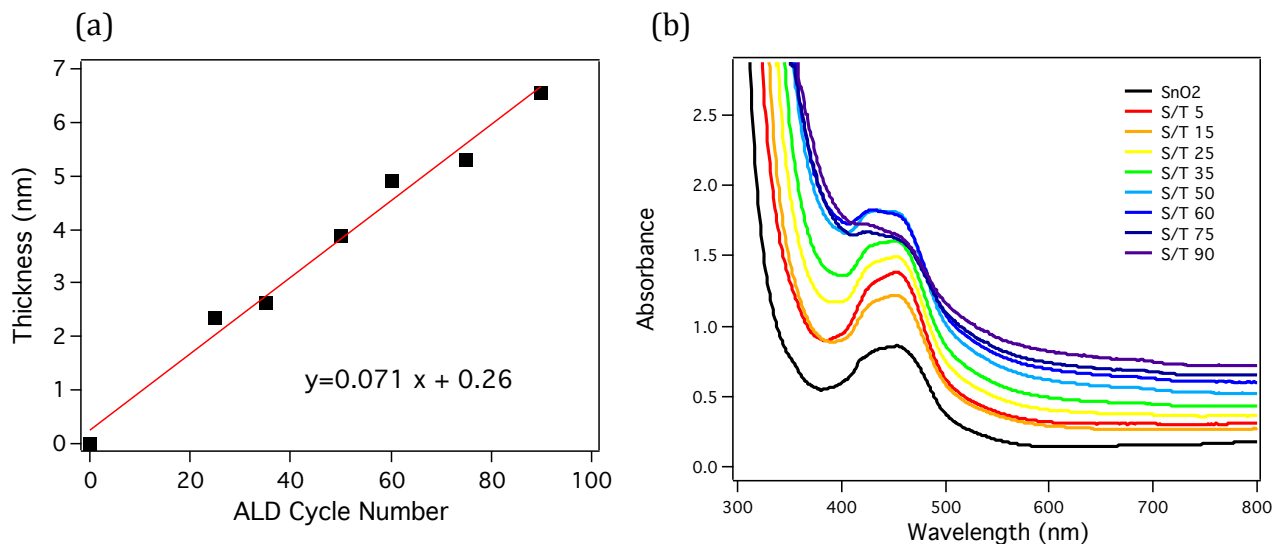 (a)
7
6
5
4
3
2
1
0
Thickness (nm)
y=0.071 x + 0.26
0 20 40 60 80 100
ALD Cycle Number
(b)
2.5
2.0
1.5
1.0
0.5
0.0
Absorbance
SnO2
S/T 5
S/T 15
S/T 25
S/T 35
S/T 50
S/T 60
S/T 75
S/T 90
300 400 500 600 700 800
Wavelength (nm)